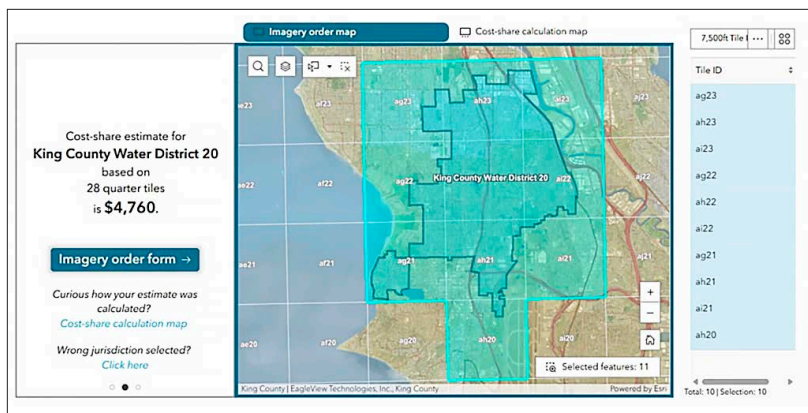 Imagery order map
Cost-share calculation map
7,500ft Tile
Cost-share estimate for
King County Water District 20
based on
28 quarter tiles
is $4,760.
Imagery order form →
Curious how your estimate was
calculated?
Cost-share calculation map
Wrong jurisdiction selected?
Click here
ae23
af23
ag23
ah23
ai23
aj23
ae22
af22
ag22
King County Water District 20
ai22
aj22
ae21
af21
ag21
ah21
ai21
aj21
ae20
af20
ag20
ah20
ai20
+
−
Selected features: 11
King County | EagleView Technologies, Inc., King County
Powered by Esri
Tile ID
ag23
ah23
ai23
ag22
ah22
ai22
ag21
ah21
ai21
ah20
Total: 10 | Selection: 10